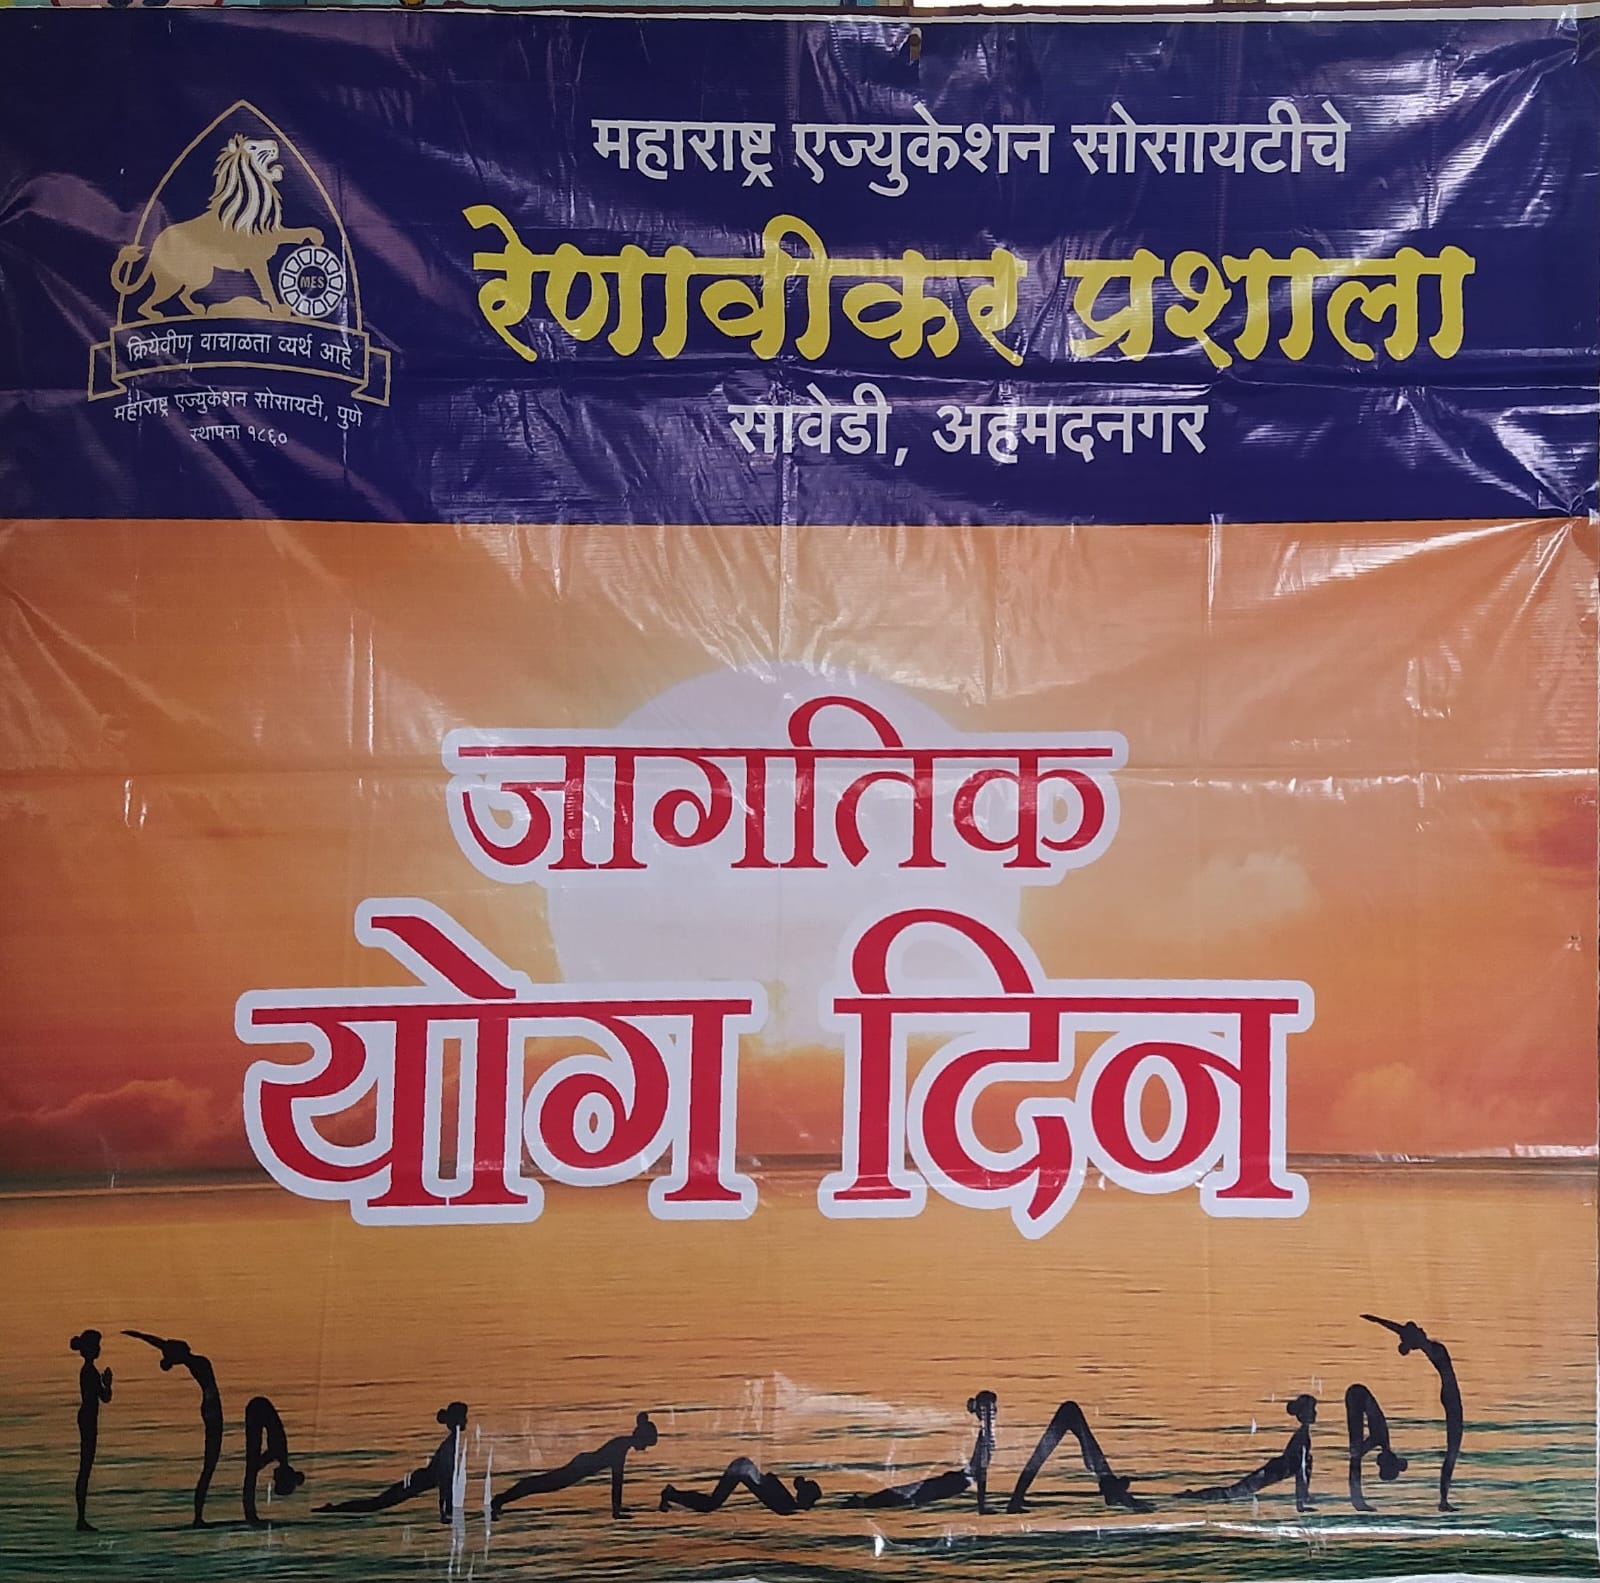 महाराष्ट्र एज्युकेशन सोसायटीचे
रेणावीकर प्रशाला
सावेडी, अहमदनगर
MES
क्रियेवीण वाचाळता व्यर्थ आहे
महाराष्ट्र एज्युकेशन सोसायटी, पुणे
स्थापना १८६०
जागतिक
योग दिन